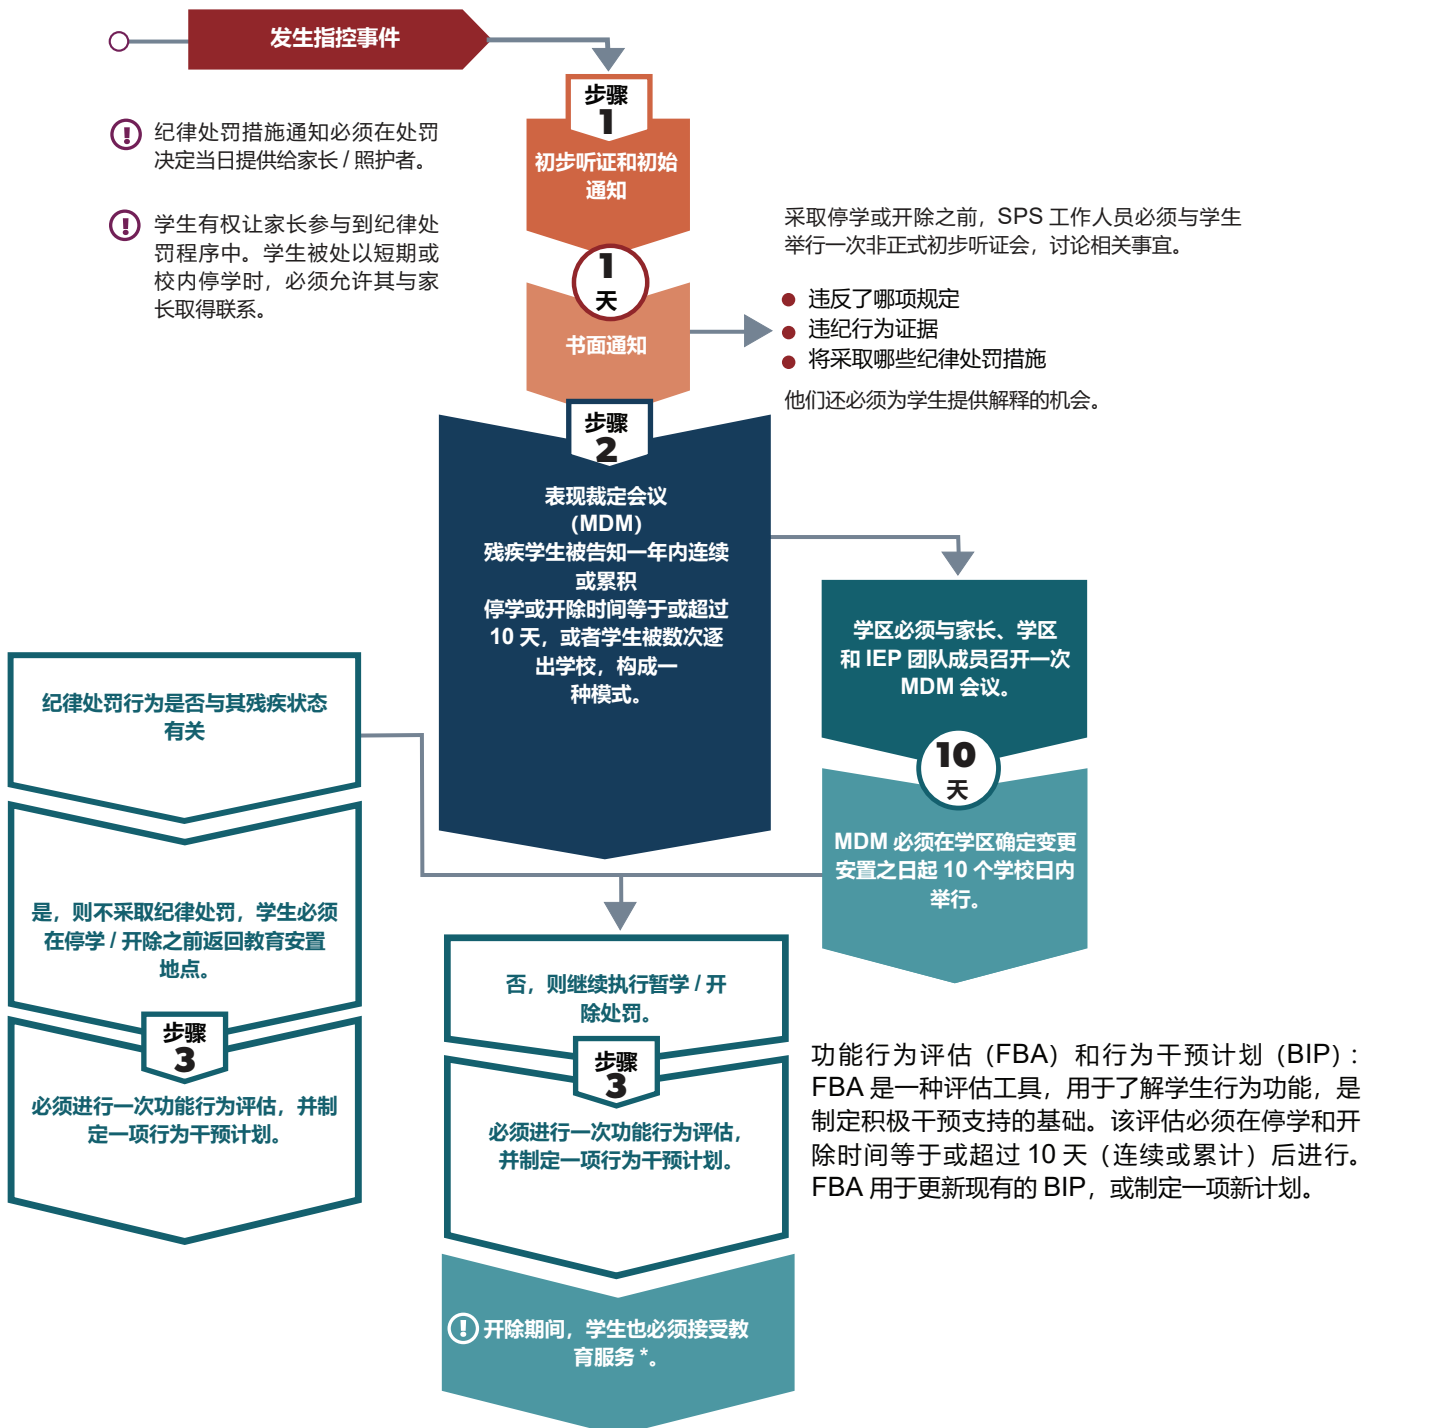 发生指控事件
步骤
1
初步听证和初始
通知
纪律处罚措施通知必须在处罚
决定当日提供给家长 / 照护者。
学生有权让家长参与到纪律处
罚程序中。学生被处以短期或
校内停学时，必须允许其与家
长取得联系。
1
天
书面通知
采取停学或开除之前，SPS 工作人员必须与学生
举行一次非正式初步听证会，讨论相关事宜。
违反了哪项规定
违纪行为证据
将采取哪些纪律处罚措施
他们还必须为学生提供解释的机会。
步骤
2
表现裁定会议
（MDM）
残疾学生被告知一年内连续
或累积
停学或开除时间等于或超过
10 天，或者学生被数次逐
出学校，构成一
种模式。
学区必须与家长、学区
和 IEP 团队成员召开一次
MDM 会议。
10
天
MDM 必须在学区确定变更
安置之日起 10 个学校日内
举行。
纪律处罚行为是否与其残疾状态
有关
是，则不采取纪律处罚，学生必须
在停学 / 开除之前返回教育安置
地点。
步骤
3
必须进行一次功能行为评估，并制
定一项行为干预计划。
否，则继续执行暂学 / 开
除处罚。
步骤
3
必须进行一次功能行为评估，
并制定一项行为干预计划。
开除期间，学生也必须接受教
育服务 *。
功能行为评估（FBA）和行为干预计划（BIP）：
FBA 是一种评估工具，用于了解学生行为功能，是
制定积极干预支持的基础。该评估必须在停学和开
除时间等于或超过 10 天（连续或累计）后进行。
FBA 用于更新现有的 BIP，或制定一项新计划。